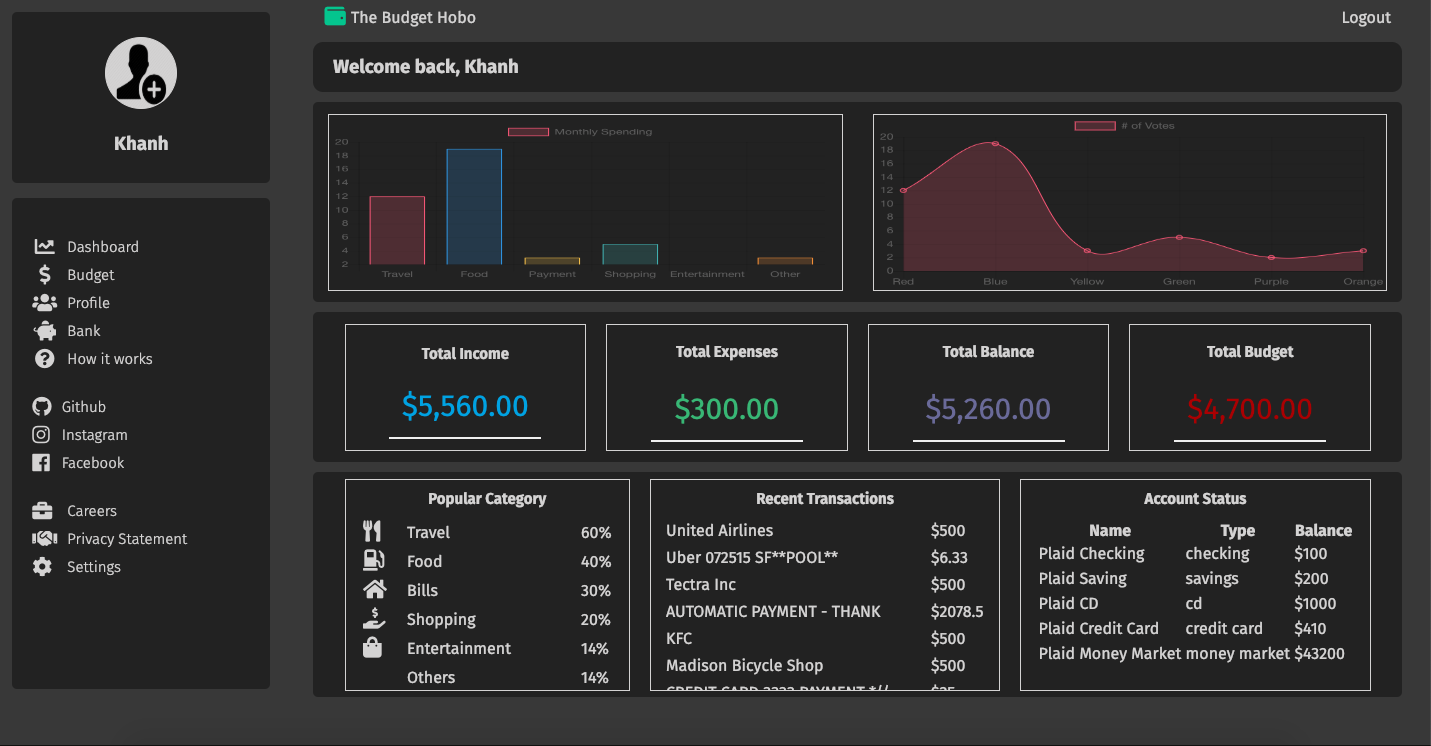 The Budget Hobo
Logout
Khanh
Welcome back, Khanh
Dashboard
Budget
Profile
Bank
How it works
Github
Instagram
Facebook
Careers
Privacy Statement
Settings
Monthly Spending
20
18
16
14
12
10
8
6
4
2
Travel Food Payment Shopping Entertainment Other
# of Votes
20
18
16
14
12
10
8
6
4
2
0
Red Blue Yellow Green Purple Orange
Total Income
$5,560.00
Total Expenses
$300.00
Total Balance
$5,260.00
Total Budget
$4,700.00
Popular Category
Travel 60%
Food 40%
Bills 30%
Shopping 20%
Entertainment 14%
Others 14%
Recent Transactions
United Airlines $500
Uber 072515 SF**POOL** $6.33
Tectra Inc $500
AUTOMATIC PAYMENT - THANK $2078.5
KFC $500
Madison Bicycle Shop $500
CREDIT CARD 3333 PAYMENT *// $25
Account Status
Name Type Balance
Plaid Checking checking $100
Plaid Saving savings $200
Plaid CD cd $1000
Plaid Credit Card credit card $410
Plaid Money Market money market $43200